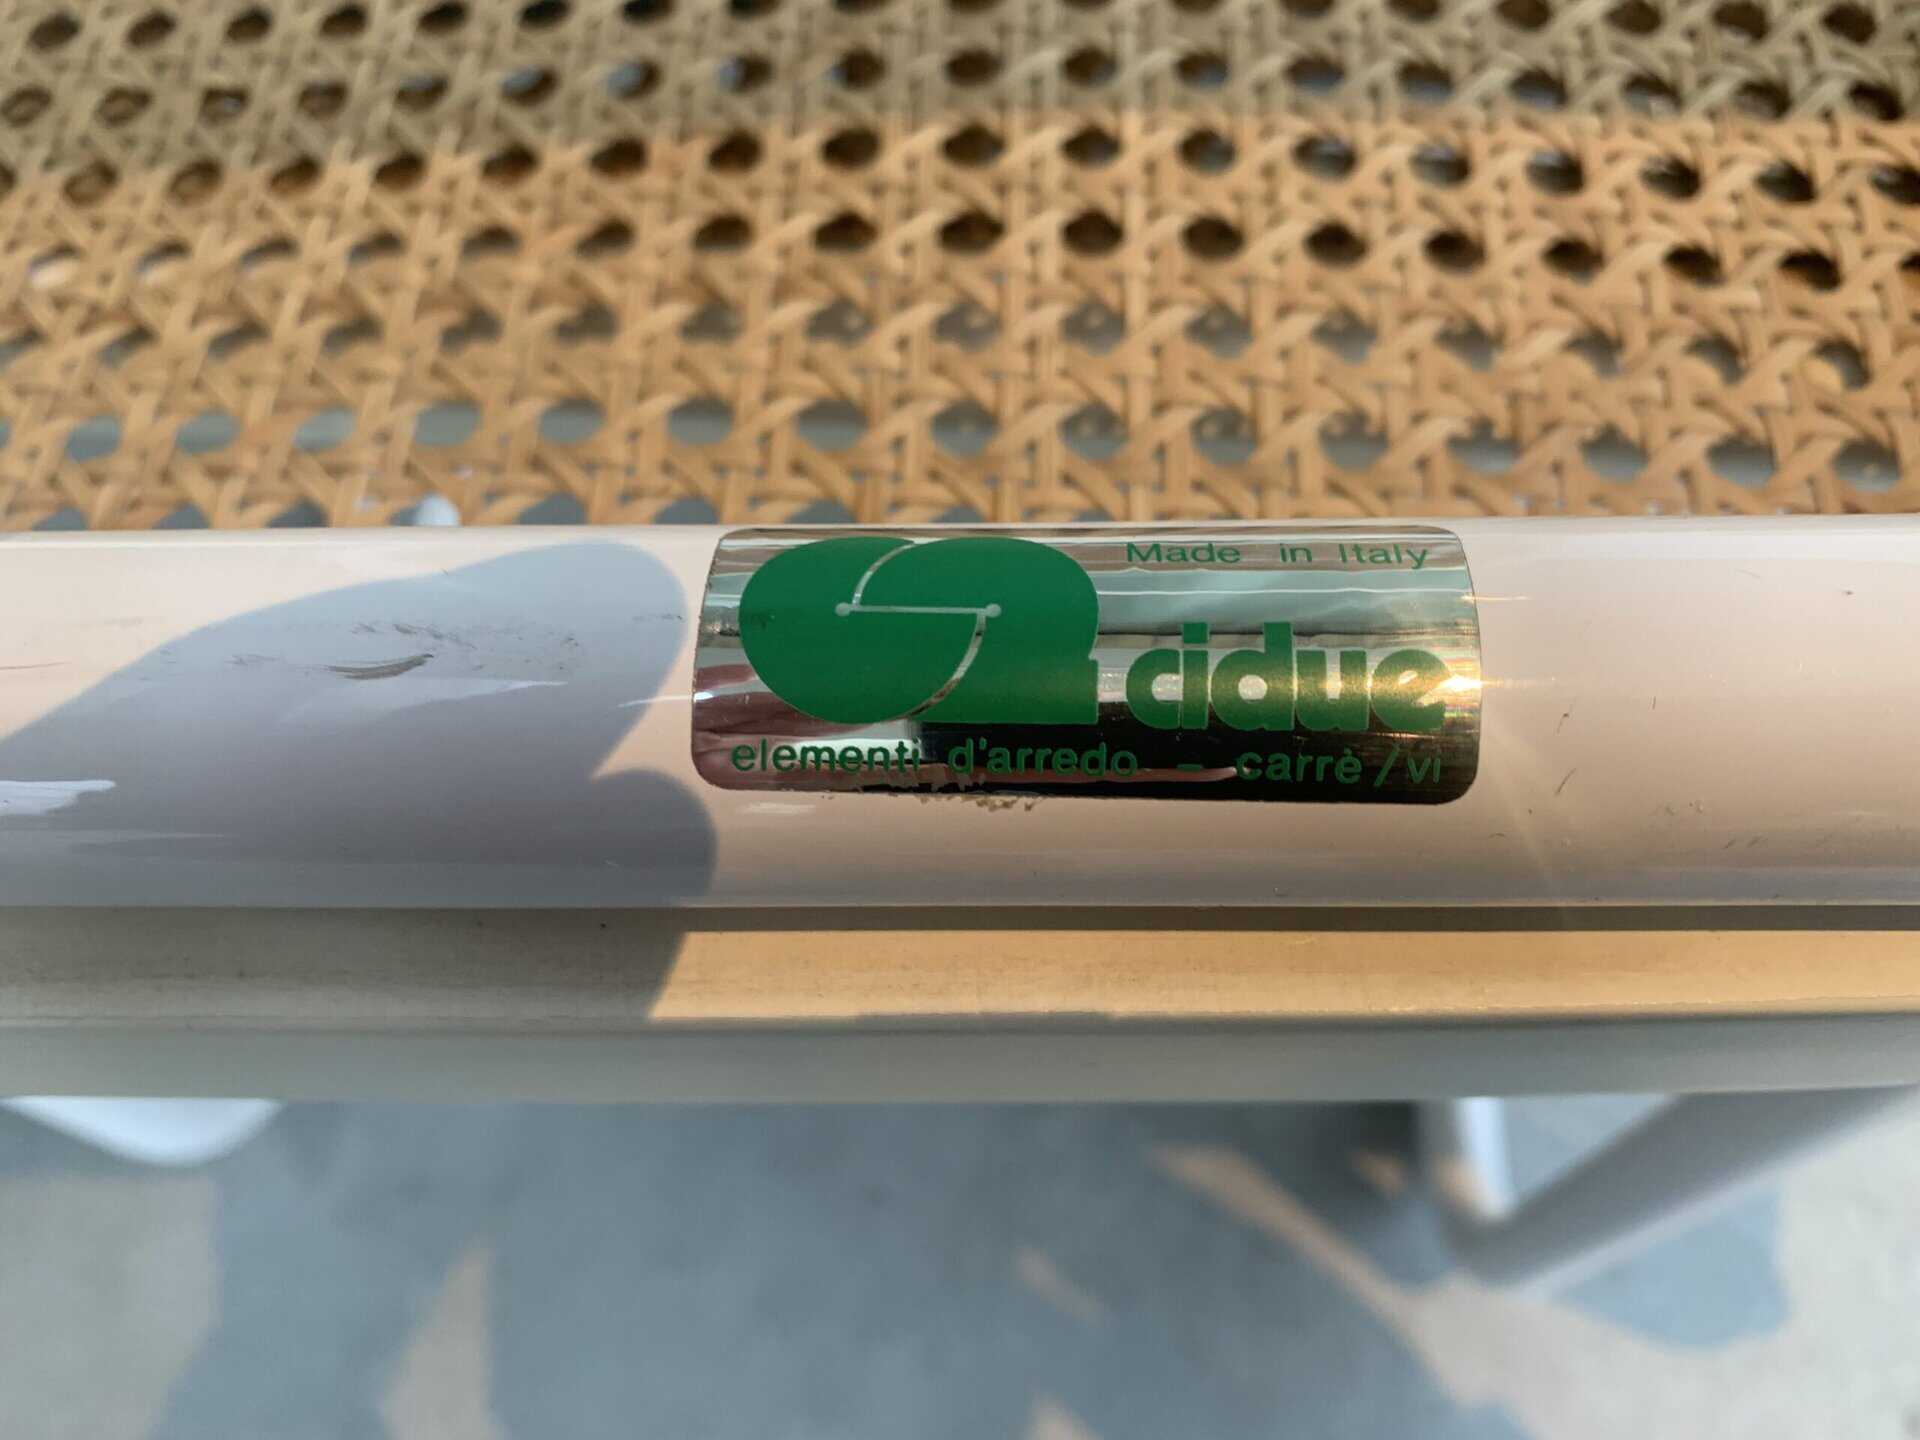 Made in Italy
cidue
elementi d'arredo - carrè/vi